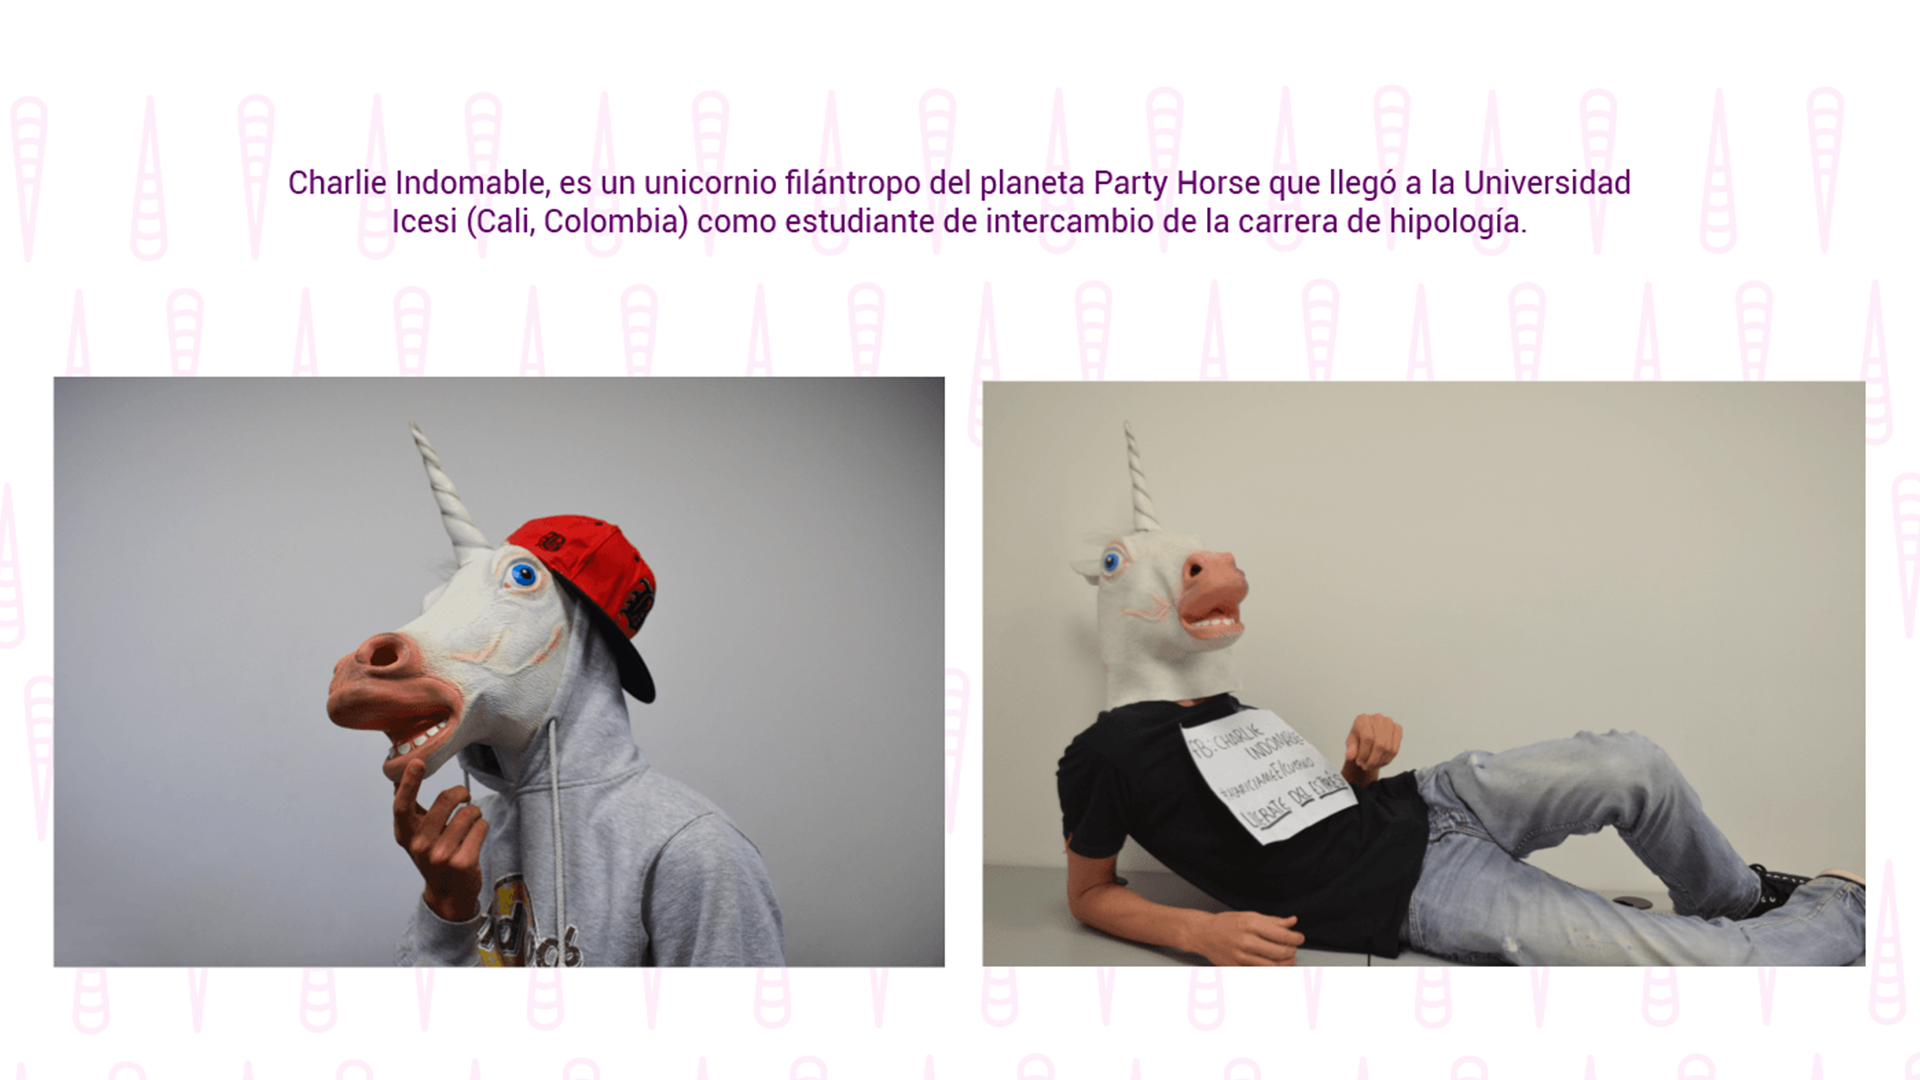 Charlie Indomable, es un unicornio filántropo del planeta Party Horse que llegó a la Universidad
Icesi (Cali, Colombia) como estudiante de intercambio de la carrera de hipología.
FB: CHARLIE
INDOMABLE
LIERATE DEL ESTRÉS